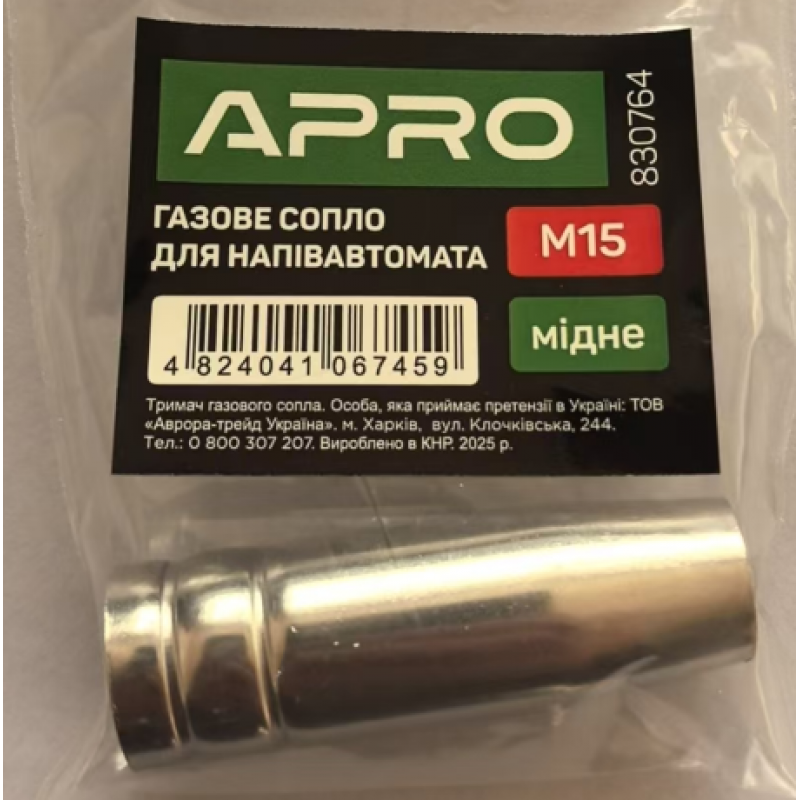 APRO
830764
ГАЗОВЕ СОПЛО
ДЛЯ НАПІВАВТОМАТА
М15
мідне
4 824041 067459
Тримач газового сопла. Особа, яка приймає претензії в Україні: ТОВ
«Аврора-трейд Україна». м. Харків, вул. Клочківська, 244.
Тел.: 0 800 307 207. Вироблено в КНР. 2025 р.